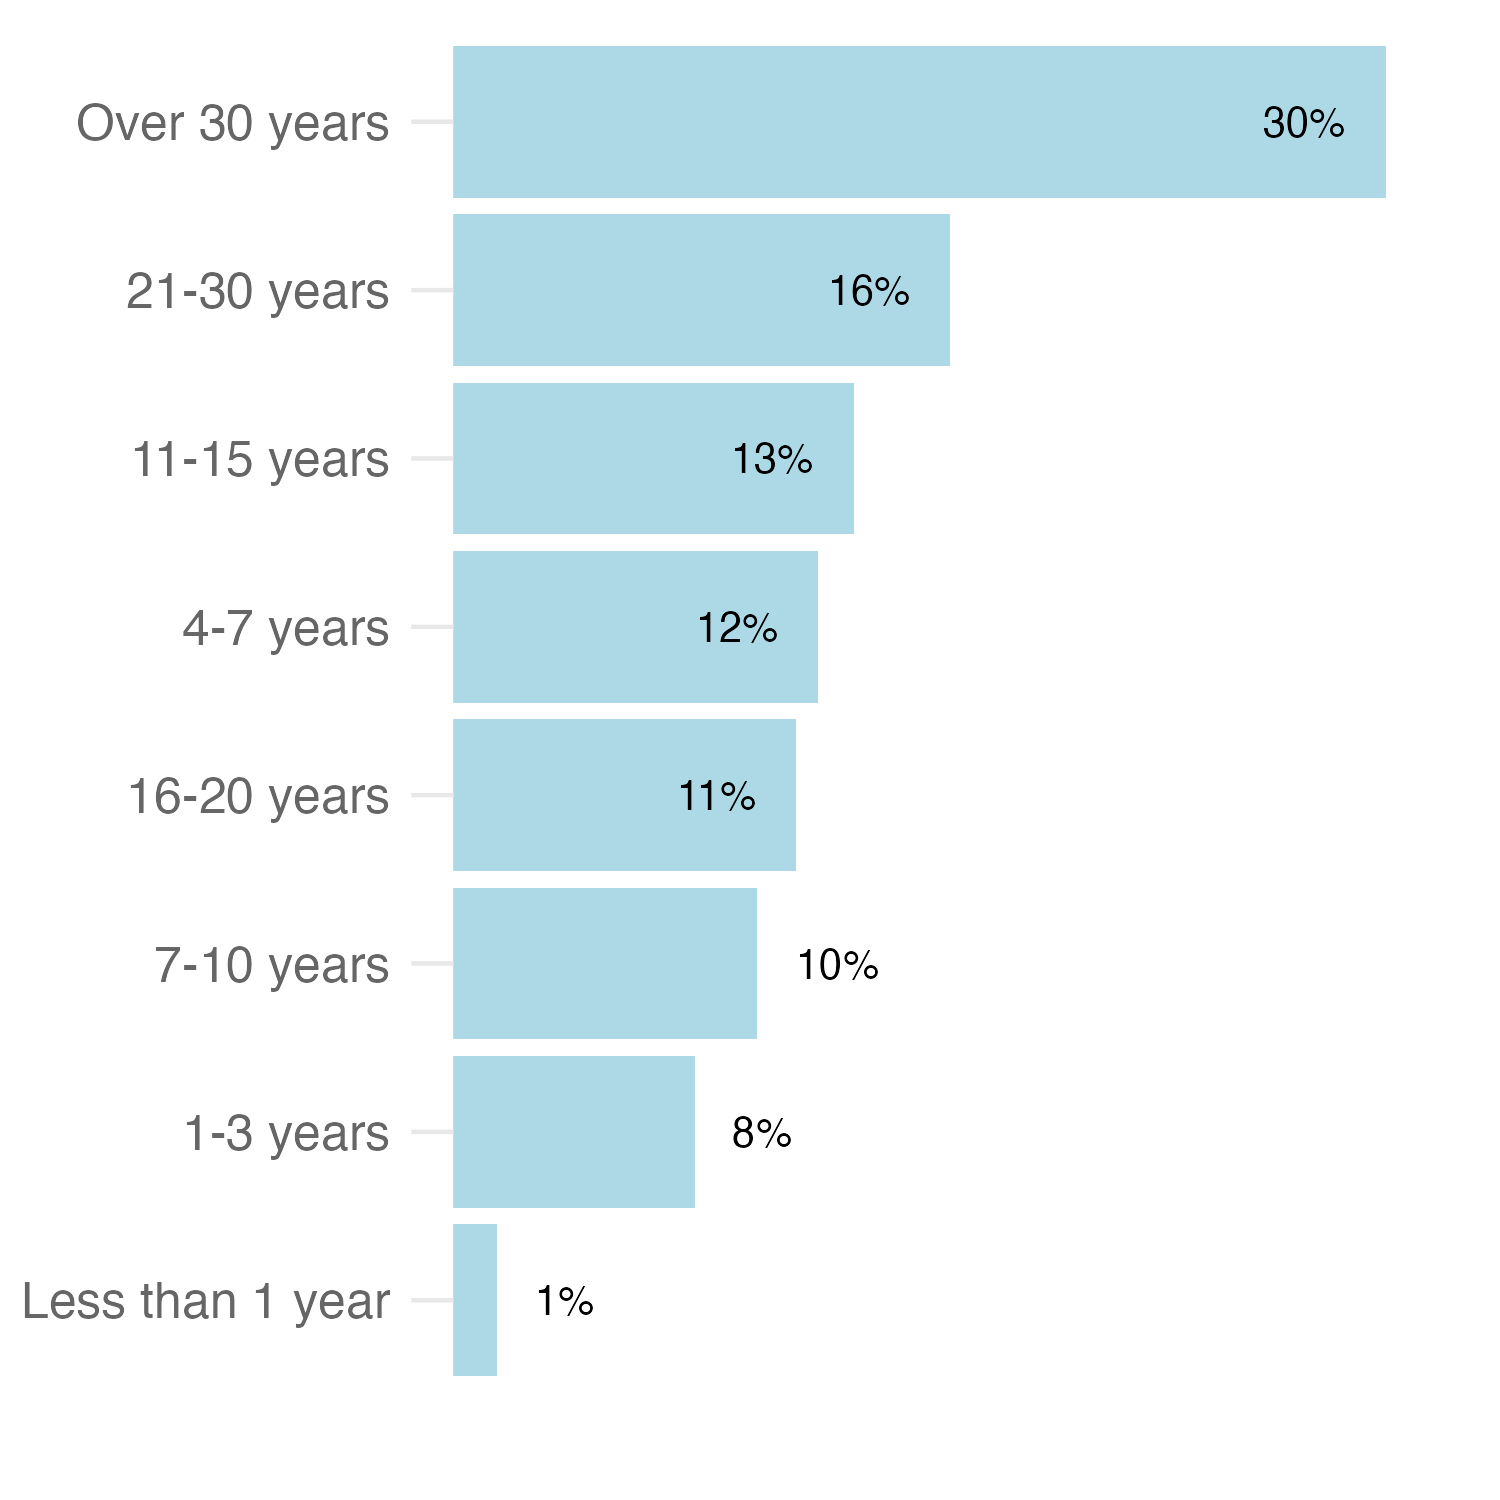 Over 30 years 30%
21-30 years 16%
11-15 years 13%
4-7 years 12%
16-20 years 11%
7-10 years 10%
1-3 years 8%
Less than 1 year 1%